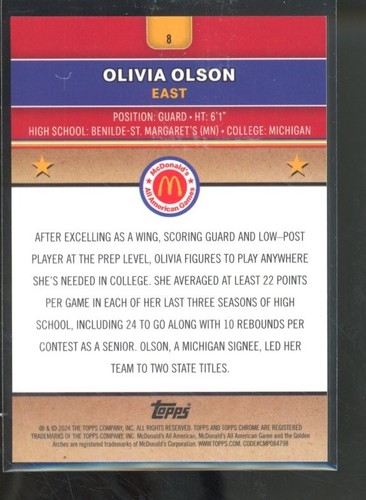 8
OLIVIA OLSON
EAST
POSITION: GUARD • HT: 6'1"
HIGH SCHOOL: BENILDE-ST. MARGARET'S (MN) • COLLEGE: MICHIGAN
McDonald's
All American Games
AFTER EXCELLING AS A WING, SCORING GUARD AND LOW-POST
PLAYER AT THE PREP LEVEL, OLIVIA FIGURES TO PLAY ANYWHERE
SHE'S NEEDED IN COLLEGE. SHE AVERAGED AT LEAST 22 POINTS
PER GAME IN EACH OF HER LAST THREE SEASONS OF HIGH
SCHOOL, INCLUDING 24 TO GO ALONG WITH 10 REBOUNDS PER
CONTEST AS A SENIOR. OLSON, A MICHIGAN SIGNEE, LED HER
TEAM TO TWO STATE TITLES.
Topps
® & © 2024 THE TOPPS COMPANY, INC. ALL RIGHTS RESERVED. TOPPS AND TOPPS CHROME ARE REGISTERED
TRADEMARKS OF THE TOPPS COMPANY, INC. McDonald's All American, McDonald's All American Game and the Golden
Arches are registered trademarks of McDonald's Corporation. WWW.TOPPS.COM. CODE#CMP084798